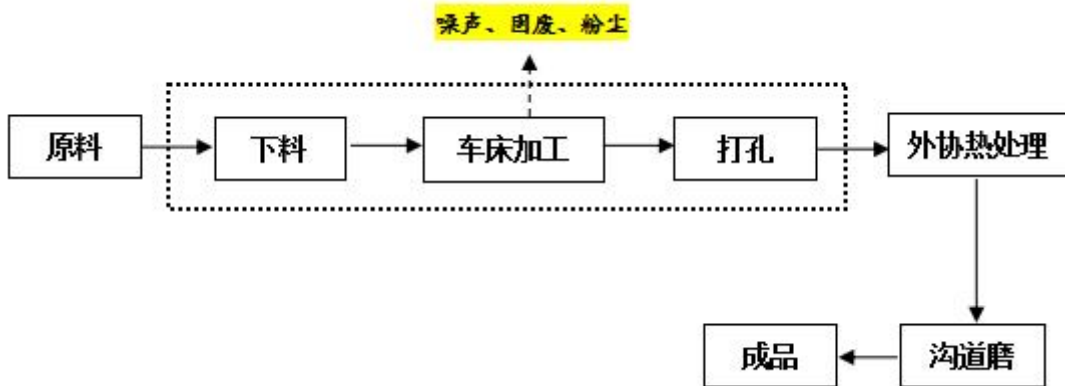 噪声、固废、粉尘
原料
下料
车床加工
打孔
外协热处理
沟道磨
成品